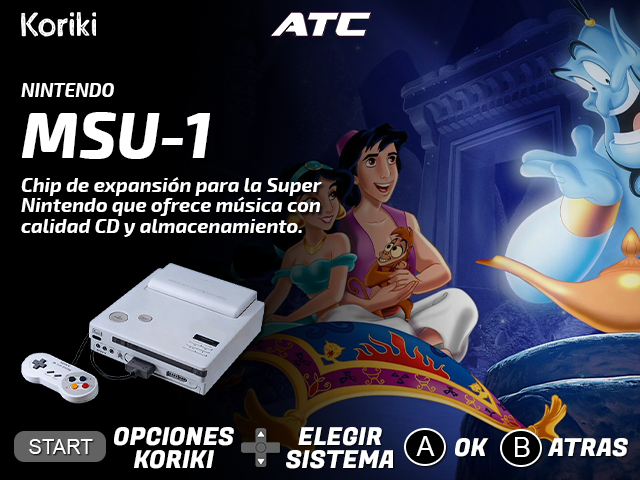 Koriki
ATC
NINTENDO
MSU-1
Chip de expansión para la Super
Nintendo que ofrece música con
calidad CD y almacenamiento.
START
OPCIONES
KORIKI
ELEGIR
SISTEMA
A
OK
B
ATRAS